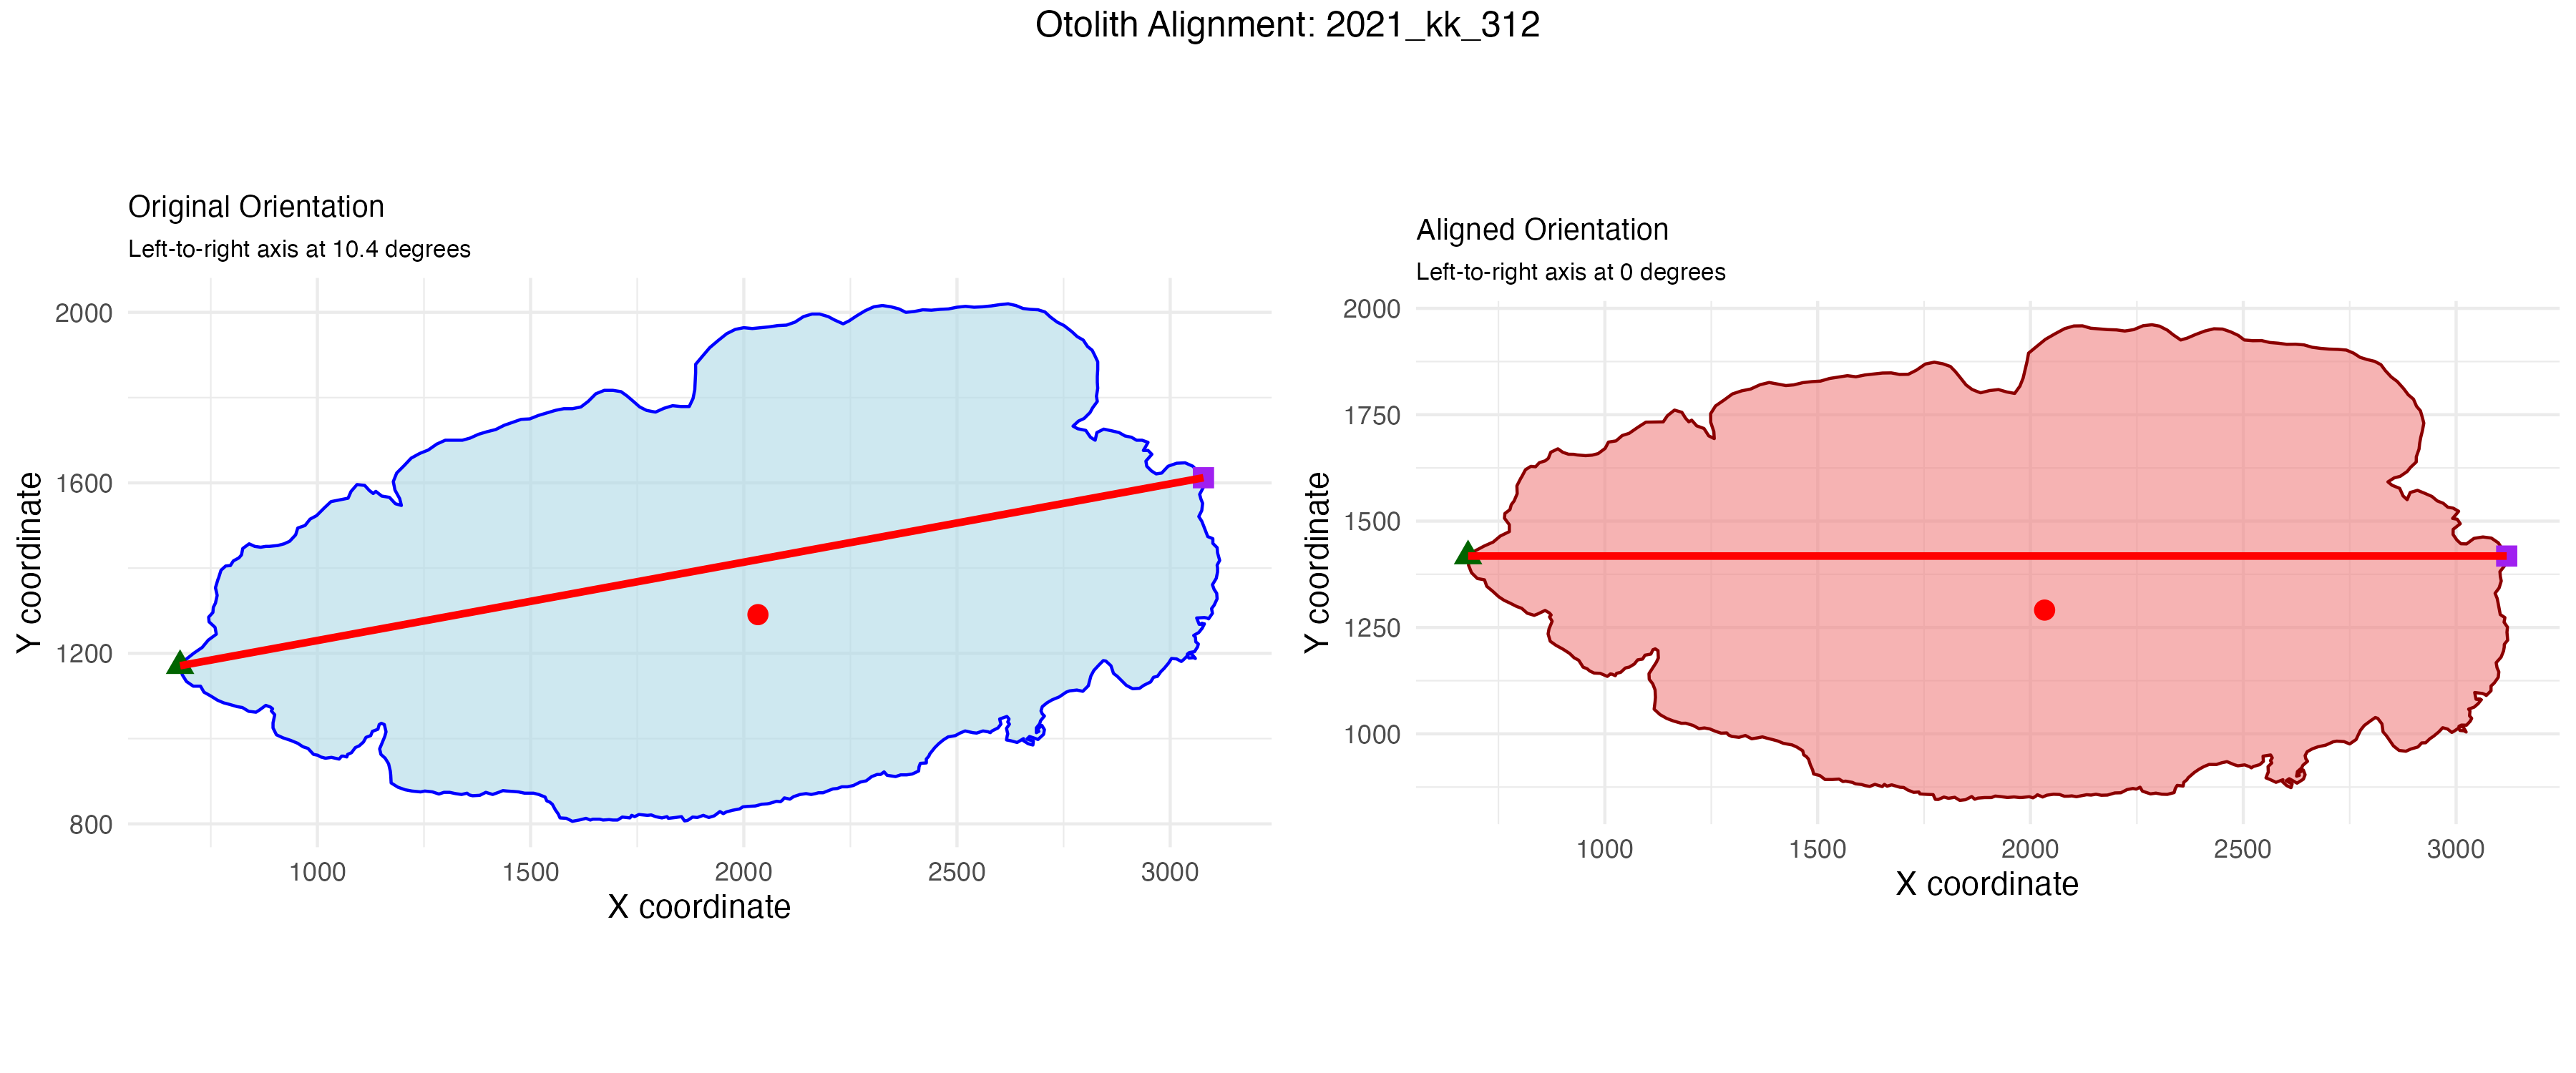 Otolith Alignment: 2021_kk_312
Original Orientation
Left-to-right axis at 10.4 degrees
2000
1600
1200
800
Y coordinate
1000 1500 2000 2500 3000
X coordinate
Aligned Orientation
Left-to-right axis at 0 degrees
2000
1750
1500
1250
1000
Y coordinate
1000 1500 2000 2500 3000
X coordinate